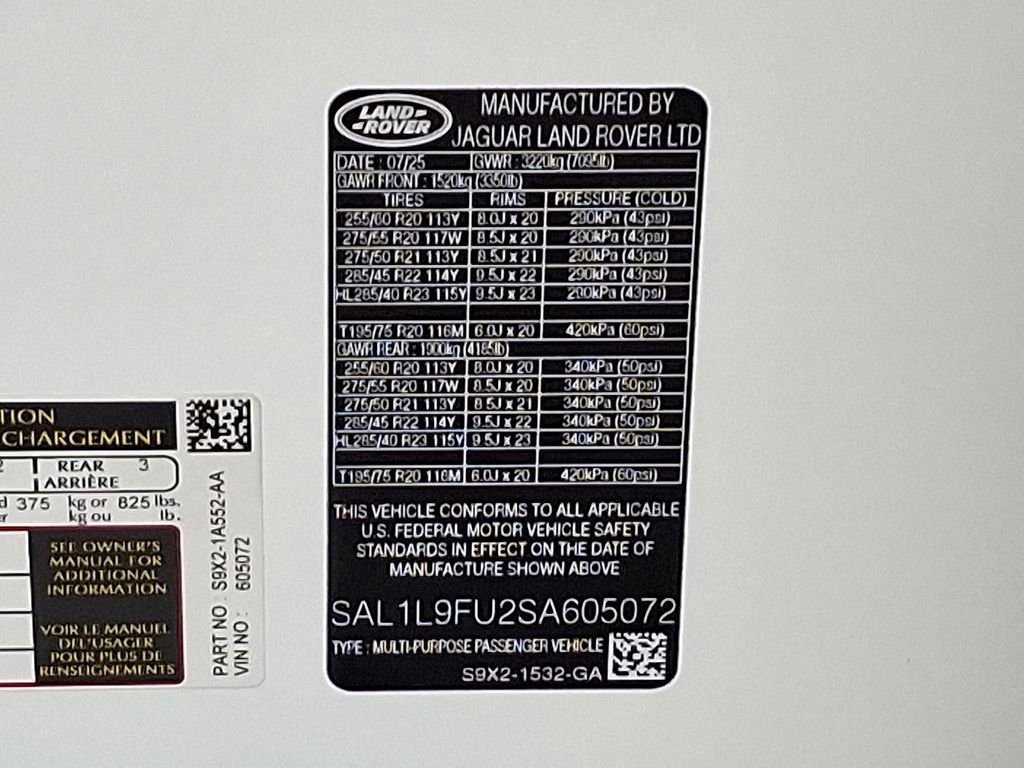 LAND-
-ROVER
MANUFACTURED BY
JAGUAR LAND ROVER LTD
DATE : 07/25 GVWR : 3220kg (7095lb)
GAWR FRONT : 1520kg (3350lb)
TIRES RIMS PRESSURE (COLD)
255/60 R20 113Y 8.0J x 20 290kPa (43psi)
275/55 R20 117W 8.5J x 20 290kPa (43psi)
275/50 R21 113Y 8.5J x 21 290kPa (43psi)
285/45 R22 114Y 9.5J x 22 290kPa (43psi)
HL285/40 R23 115Y 9.5J x 23 290kPa (43psi)
T195/75 R20 116M 6.0J x 20 420kPa (60psi)
GAWR REAR : 1900kg (4185lb)
255/60 R20 113Y 8.0J x 20 340kPa (50psi)
275/55 R20 117W 8.5J x 20 340kPa (50psi)
275/50 R21 113Y 8.5J x 21 340kPa (50psi)
285/45 R22 114Y 9.5J x 22 340kPa (50psi)
HL285/40 R23 115Y 9.5J x 23 340kPa (50psi)
T195/75 R20 116M 6.0J x 20 420kPa (60psi)
THIS VEHICLE CONFORMS TO ALL APPLICABLE
U.S. FEDERAL MOTOR VEHICLE SAFETY
STANDARDS IN EFFECT ON THE DATE OF
MANUFACTURE SHOWN ABOVE
SAL1L9FU2SA605072
TYPE : MULTI-PURPOSE PASSENGER VEHICLE
S9X2-1532-GA
TION
CHARGEMENT
2 REAR 3
ARRIÈRE
d 375 kg or 825 lbs.
er kg ou lb.
SEE OWNER'S
MANUAL FOR
ADDITIONAL
INFORMATION
VOIR LE MANUEL
DE L'USAGER
POUR PLUS DE
RENSEIGNEMENTS
PART NO : S9X2-1A552-AA
VIN NO : 605072